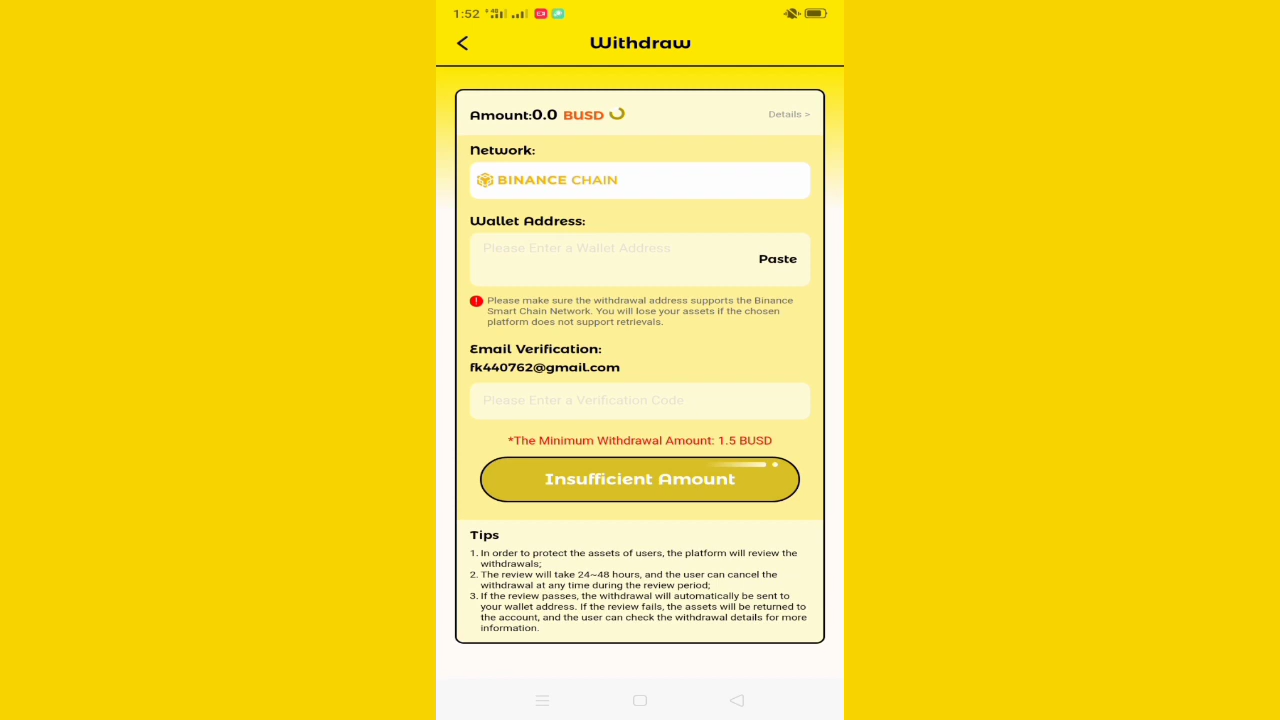 1:52
Withdraw
Amount:0.0 BUSD
Details >
Network:
BINANCE CHAIN
Wallet Address:
Please Enter a Wallet Address
Paste
Please make sure the withdrawal address supports the Binance
Smart Chain Network. You will lose your assets if the chosen
platform does not support retrievals.
Email Verification:
fk440762@gmail.com
Please Enter a Verification Code
*The Minimum Withdrawal Amount: 1.5 BUSD
Insufficient Amount
Tips
1. In order to protect the assets of users, the platform will review the
withdrawals;
2. The review will take 24~48 hours, and the user can cancel the
withdrawal at any time during the review period;
3. If the review passes, the withdrawal will automatically be sent to
your wallet address. If the review fails, the assets will be returned to
the account, and the user can check the withdrawal details for more
information.